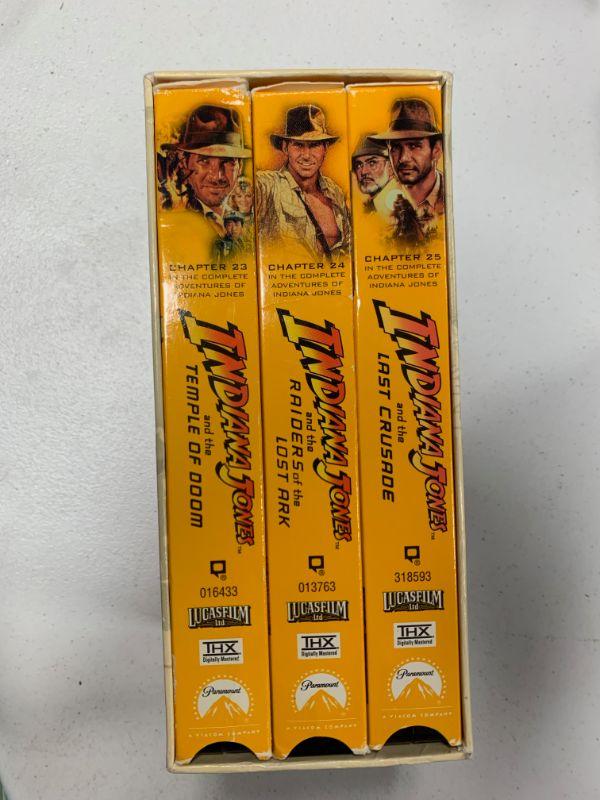 CHAPTER 23
IN THE COMPLETE
ADVENTURES OF
INDIANA JONES
INDIANA JONES™
and the
TEMPLE OF DOOM
®
016433
LUCASFILM
Ltd
THX
Digitally Mastered
Paramount
®
A VIACOM COMPANY
CHAPTER 24
IN THE COMPLETE
ADVENTURES OF
INDIANA JONES
INDIANA JONES™
and the
RAIDERS of the
LOST ARK
®
013763
LUCASFILM
Ltd
THX
Digitally Mastered
Paramount
®
A VIACOM COMPANY
CHAPTER 25
IN THE COMPLETE
ADVENTURES OF
INDIANA JONES
INDIANA JONES™
and the
LAST CRUSADE
®
318593
LUCASFILM
Ltd
THX
Digitally Mastered
Paramount
®
A VIACOM COMPANY